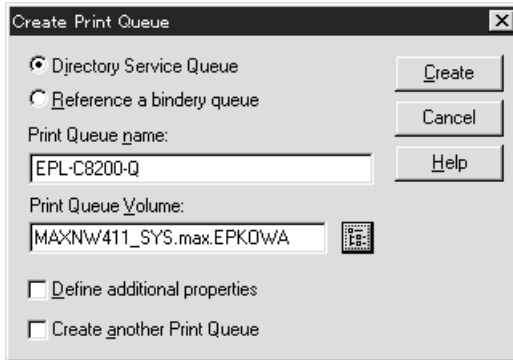 Create Print Queue
Directory Service Queue
Reference a bindery queue
Print Queue name:
EPL-C8200-Q
Print Queue Volume:
MAXNW411_SYS.max.EPKOWA
Define additional properties
Create another Print Queue
Create
Cancel
Help